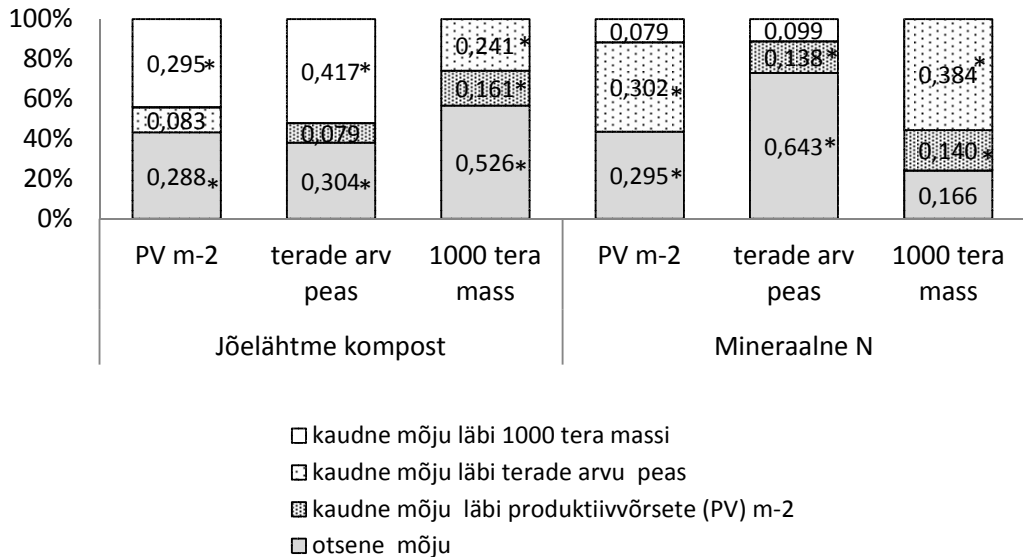 100%
80%
60%
40%
20%
0%
0,295*
0,083
0,288*
0,417*
0,079
0,304*
0,241*
0,161*
0,526*
0,079
0,302*
0,295*
0,099
0,138*
0,643*
0,384*
0,140*
0,166
PV m-2
terade arv
peas
1000 tera
mass
PV m-2
terade arv
peas
1000 tera
mass
Jõelähtme kompost
Mineraalne N
kaudne mõju läbi 1000 tera massi
kaudne mõju läbi terade arvu peas
kaudne mõju läbi produktiivvõrsete (PV) m-2
otsene mõju